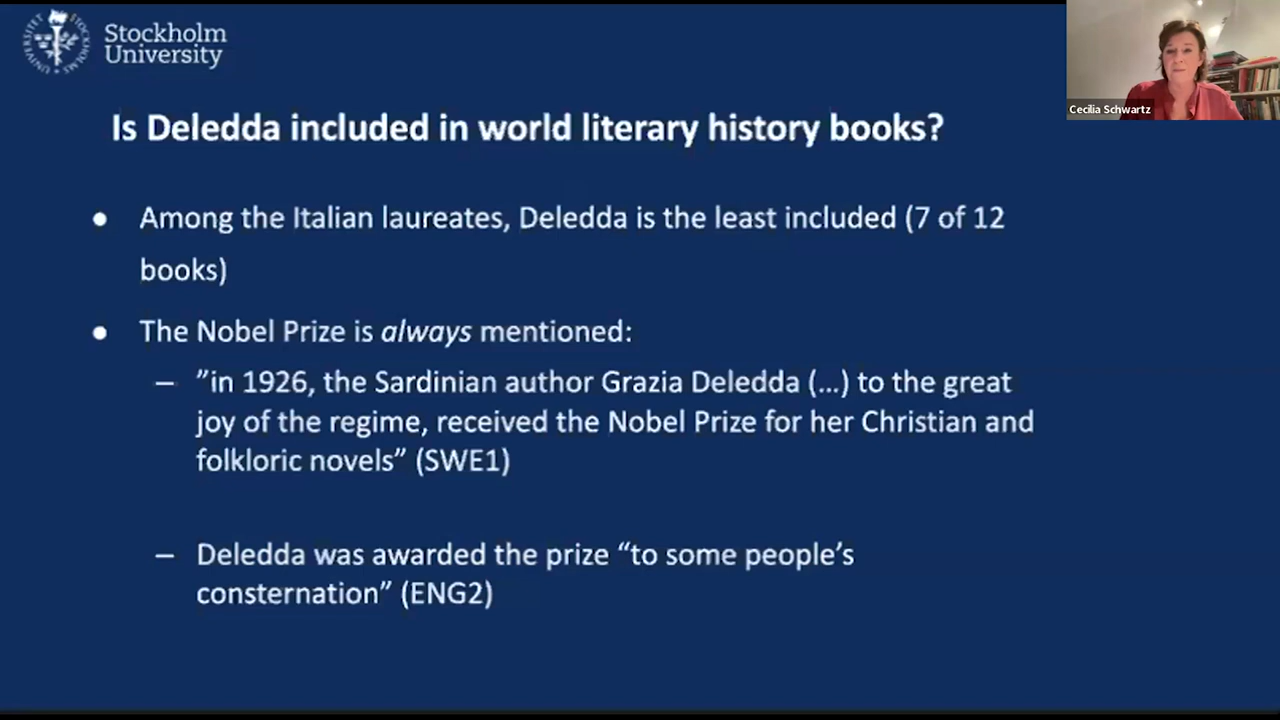 Stockholm
University
Cecilia Schwartz
Is Deledda included in world literary history books?
● Among the Italian laureates, Deledda is the least included (7 of 12
books)
● The Nobel Prize is always mentioned:
– ”in 1926, the Sardinian author Grazia Deledda (…) to the great
joy of the regime, received the Nobel Prize for her Christian and
folkloric novels” (SWE1)
– Deledda was awarded the prize “to some people’s
consternation” (ENG2)